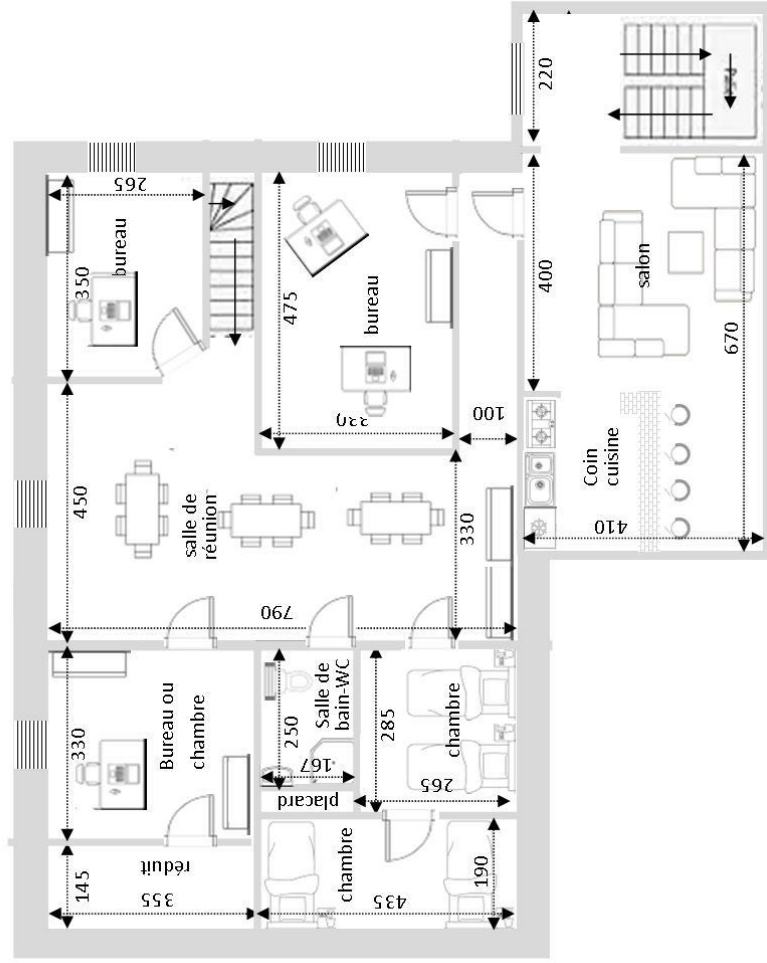 220
265
350
bureau
475
bureau
400
salon
670
100
450
salle de
réunion
330
Coin
cuisine
410
790
330
Bureau ou
chambre
250
Salle de
bain-WC
167
placard
285
chambre
265
145
réduit
355
chambre
435
190